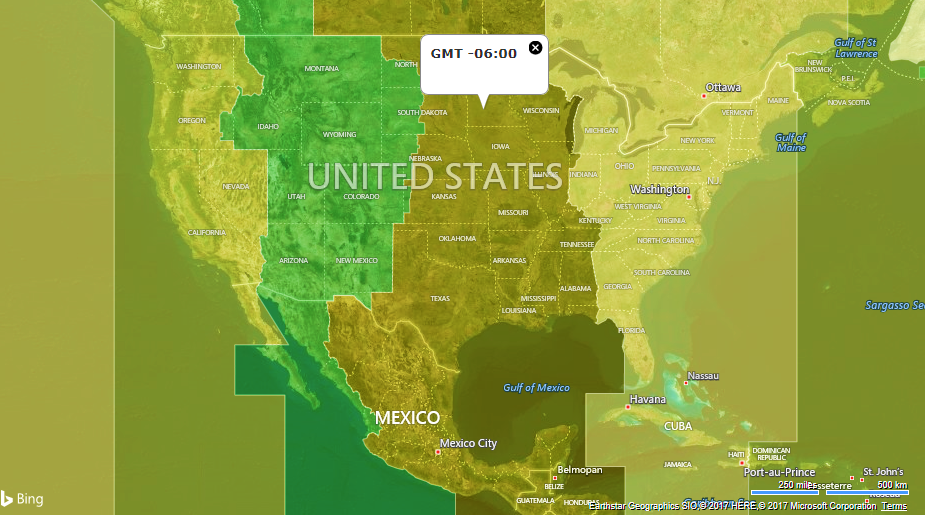 Gulf of St
Lawrence
GMT -06:00
WASHINGTON
MONTANA
NORTH
NEW
BRUNSWICK
P.E.I.
Ottawa
MAINE
NOVA SCOTIA
OREGON
IDAHO
SOUTH DAKOTA
WISCONSIN
VERMONT
MICHIGAN
WYOMING
NEW YORK
Gulf of
Maine
IOWA
NEBRASKA
UNITED STATES
ILLINOIS
INDIANA
OHIO
PENNSYLVANIA
N.J.
NEVADA
UTAH
COLORADO
KANSAS
Washington
MISSOURI
WEST VIRGINIA
KENTUCKY
VIRGINIA
CALIFORNIA
OKLAHOMA
TENNESSEE
NORTH CAROLINA
ARIZONA
NEW MEXICO
ARKANSAS
SOUTH CAROLINA
ALABAMA
GEORGIA
TEXAS
MISSISSIPPI
LOUISIANA
Sargasso Se
FLORIDA
Gulf of Mexico
Nassau
Havana
MEXICO
CUBA
Mexico City
HAITI
DOMINICAN
REPUBLIC
JAMAICA
Belmopan
Port-au-Prince
St. John's
BELIZE
250 miles
500 km
Bing
GUATEMALA
HONDURAS
Earthstar Geographics SIO, © 2017 HERE, © 2017 Microsoft Corporation Terms